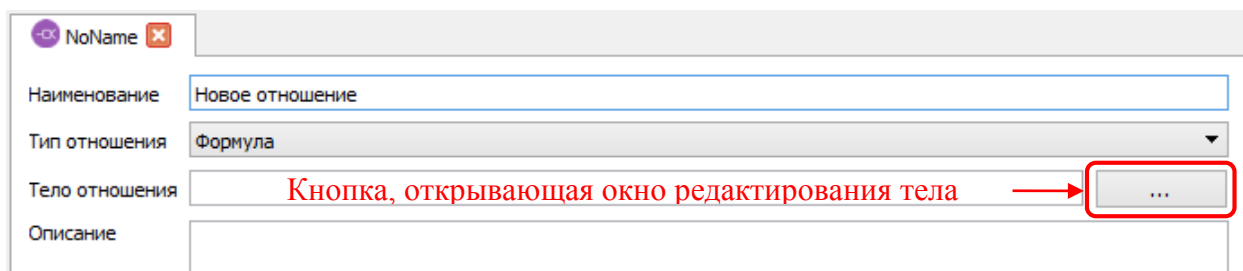 NoName
Наименование Новое отношение
Тип отношения Формула
Тело отношения Кнопка, открывающая окно редактирования тела ...
Описание